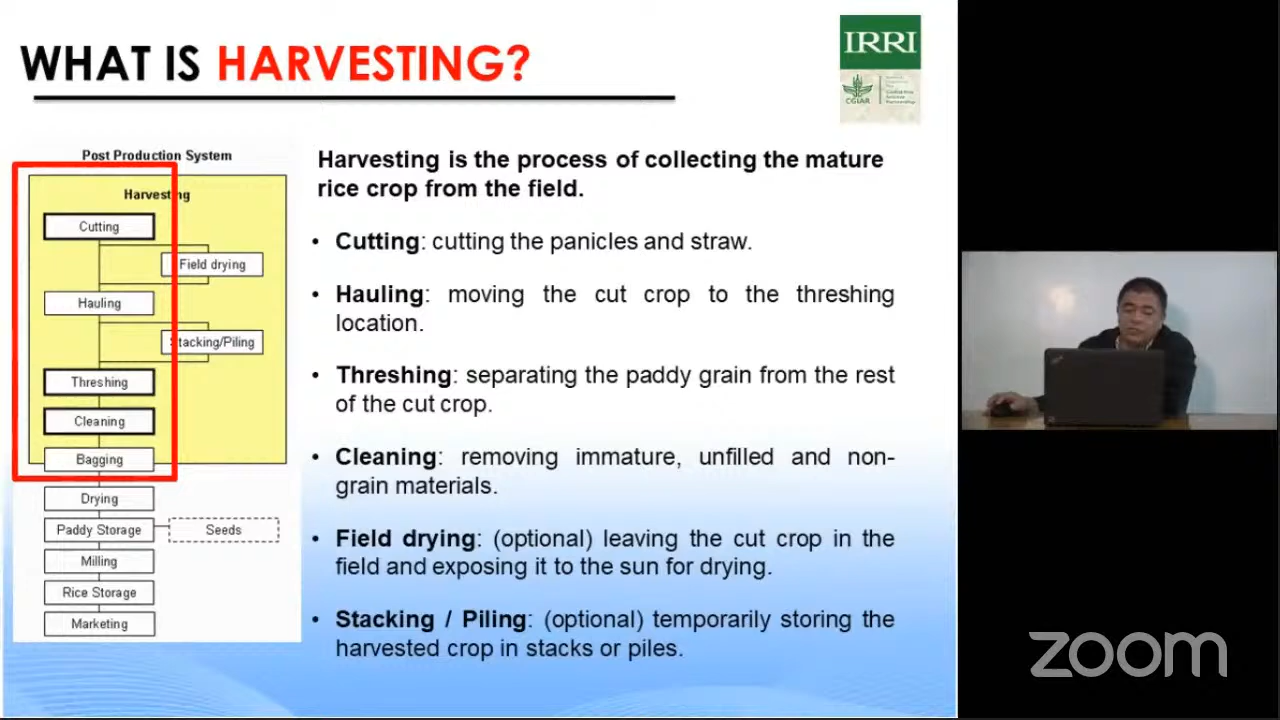 WHAT IS HARVESTING?
IRRI
CGIAR
Post Production System
Harvesting
Cutting
Field drying
Hauling
Stacking/Piling
Threshing
Cleaning
Bagging
Drying
Paddy Storage
Seeds
Milling
Rice Storage
Marketing
Harvesting is the process of collecting the mature
rice crop from the field.
• Cutting: cutting the panicles and straw.
• Hauling: moving the cut crop to the threshing
location.
• Threshing: separating the paddy grain from the rest
of the cut crop.
• Cleaning: removing immature, unfilled and non-
grain materials.
• Field drying: (optional) leaving the cut crop in the
field and exposing it to the sun for drying.
• Stacking / Piling: (optional) temporarily storing the
harvested crop in stacks or piles.
zoom